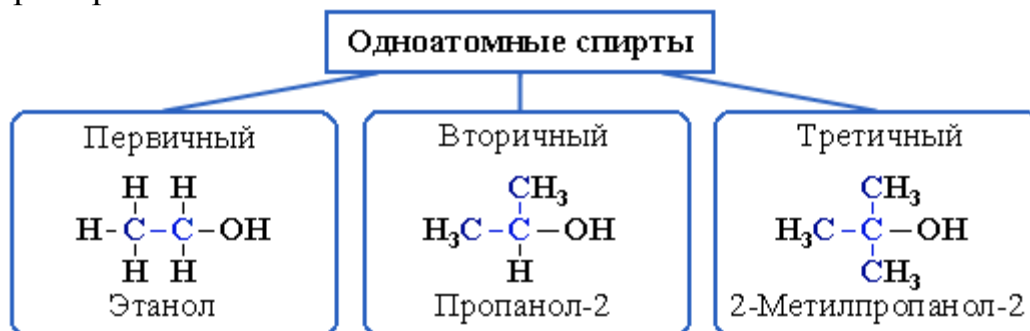 Одноатомные спирты
Первичный
H H
H-C-C-OH
H H
Этанол
Вторичный
CH3
H3C-C-OH
H
Пропанол-2
Третичный
CH3
H3C-C-OH
CH3
2-Метилпропанол-2